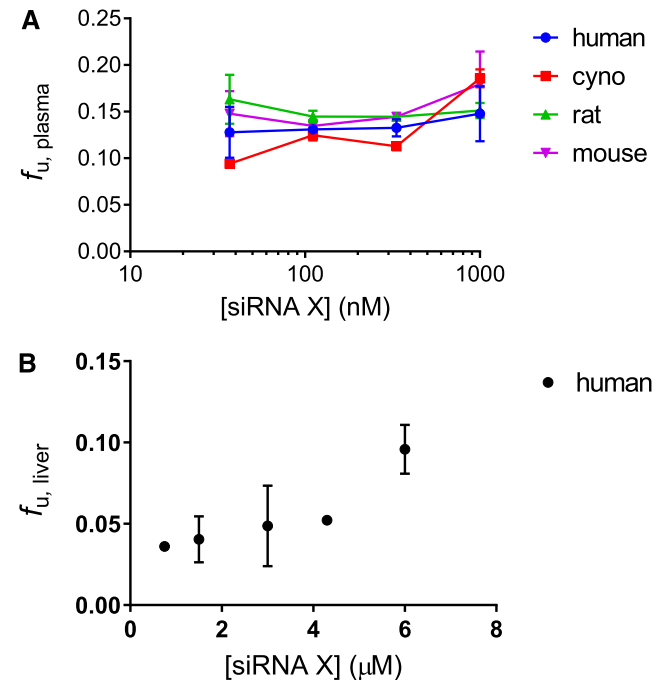 A
0.25
0.20
0.15
0.10
0.05
0.00
fu, plasma
10 100 1000
[siRNA X] (nM)
human
cyno
rat
mouse
B
0.15
0.10
0.05
0.00
fu, liver
0 2 4 6 8
[siRNA X] (μM)
human